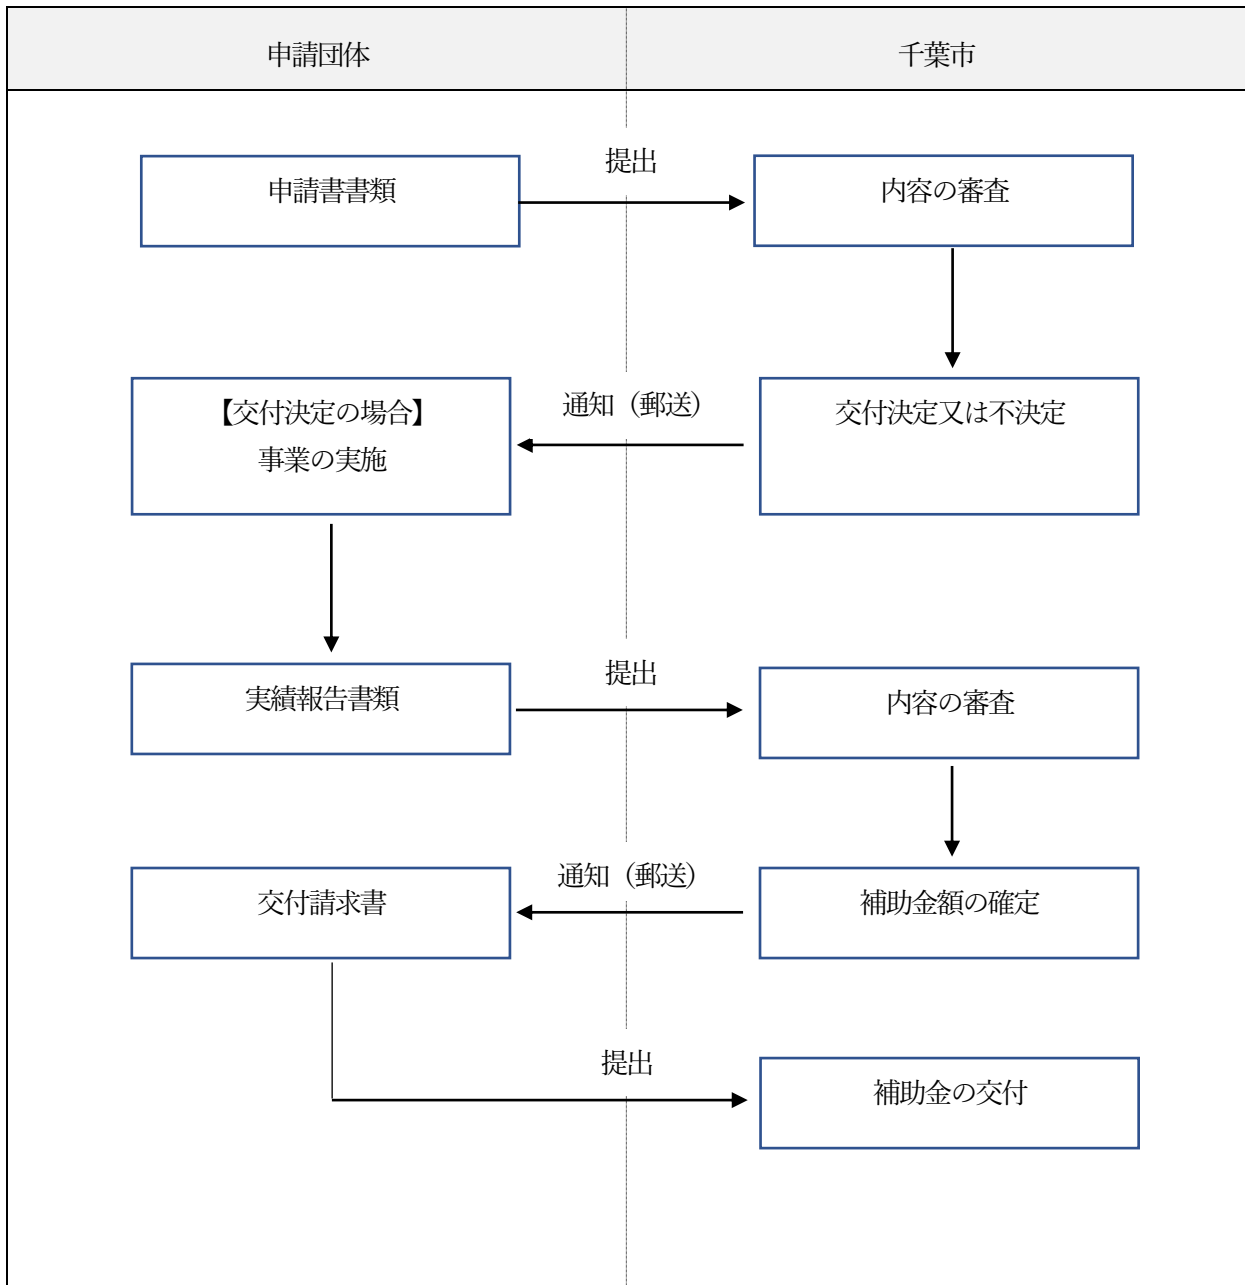 申請団体
千葉市
申請書書類
提出
内容の審査
【交付決定の場合】
事業の実施
通知（郵送）
交付決定又は不決定
実績報告書類
提出
内容の審査
交付請求書
通知（郵送）
補助金額の確定
提出
補助金の交付